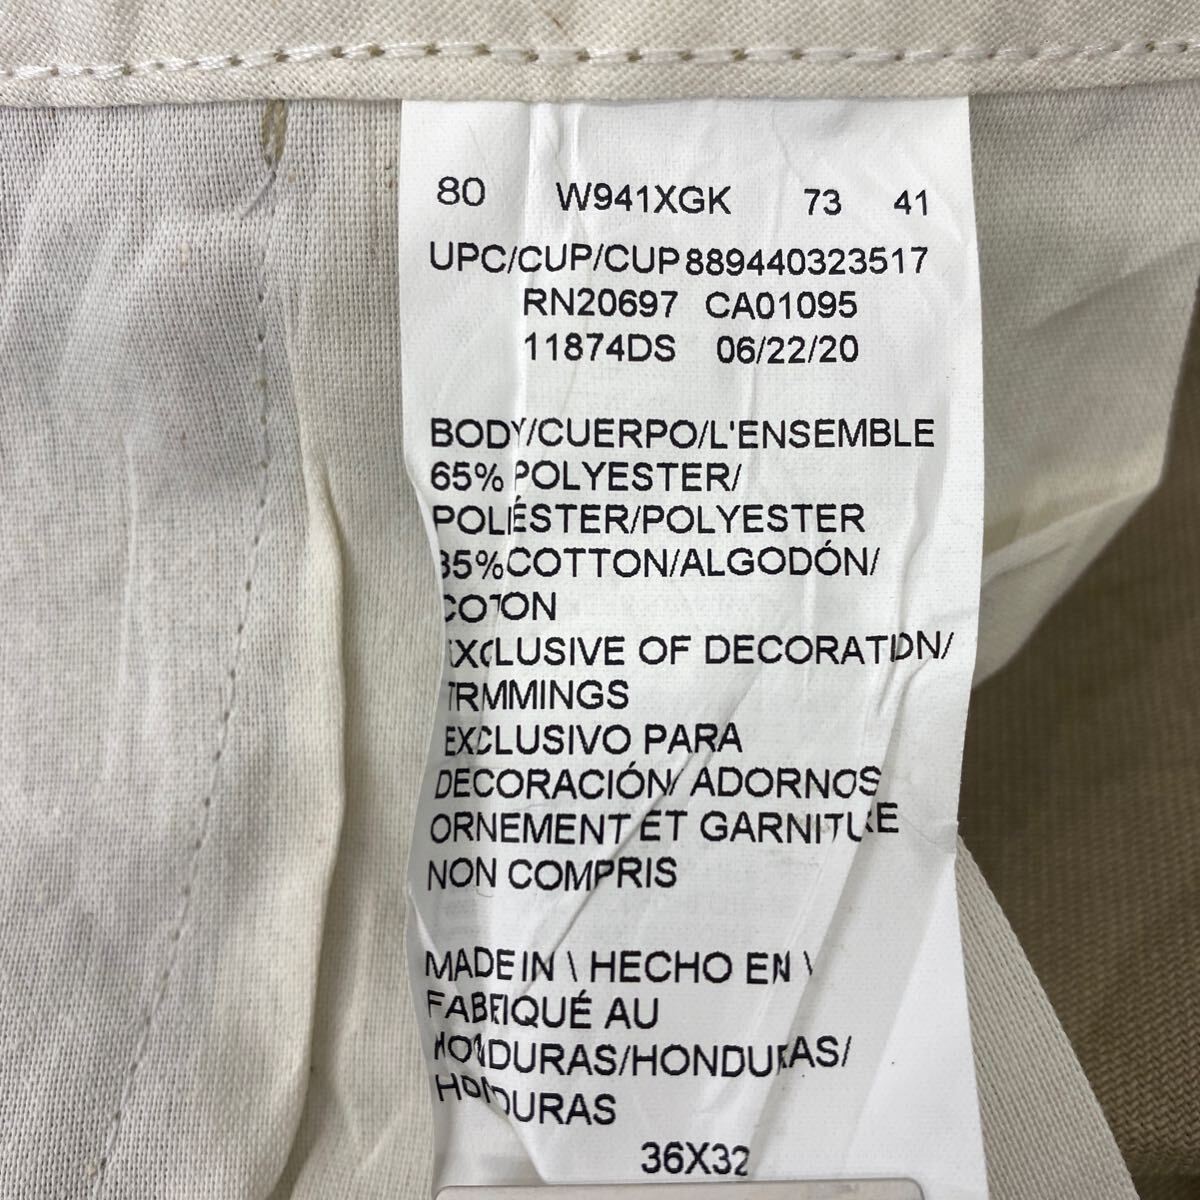 80 W941XGK 73 41
UPC/CUP/CUP 889440323517
RN20697 CA01095
11874DS 06/22/20
BODY/CUERPO/L'ENSEMBLE
65% POLYESTER/
POLIÉSTER/POLYESTER
35% COTTON/ALGODÓN/
COTON
EXCLUSIVE OF DECORATION/
TRIMMINGS
EXCLUSIVO PARA
DECORACIÓN/ ADORNOS
ORNEMENT ET GARNITURE
NON COMPRIS
MADE IN \ HECHO EN \
FABRIQUÉ AU
HONDURAS/HONDURAS/
HONDURAS
36X32